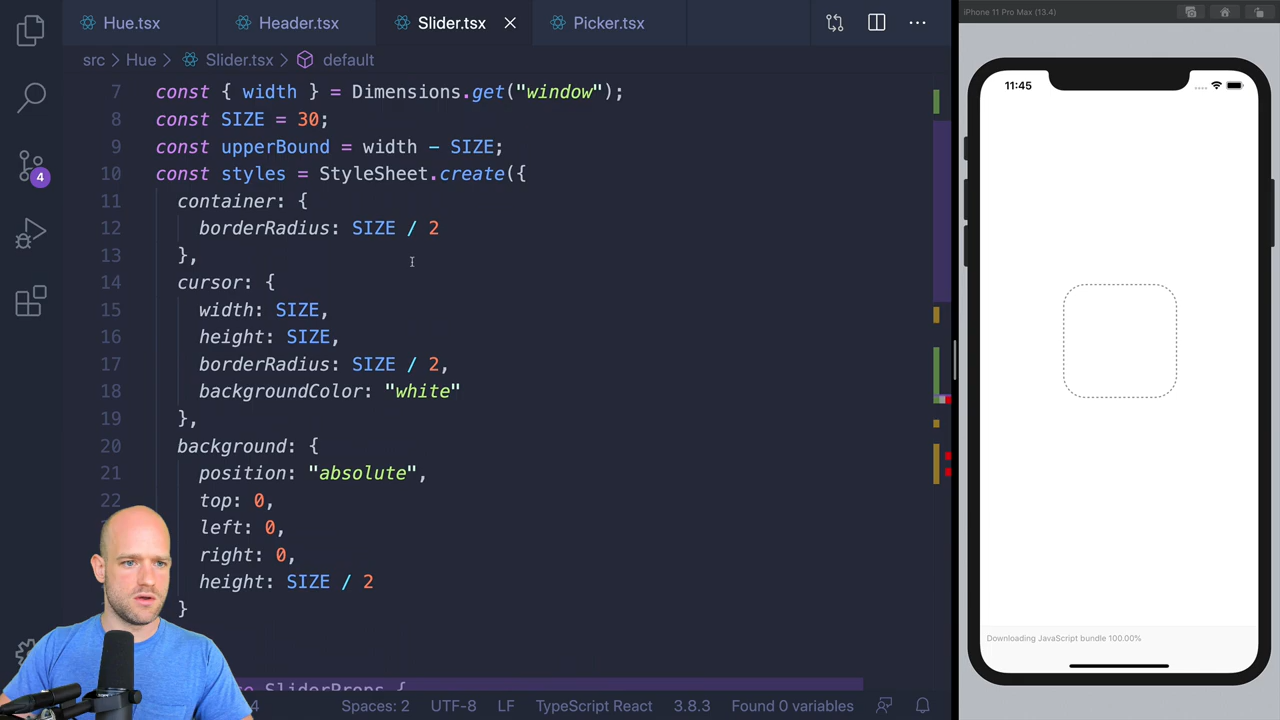 Hue.tsx
Header.tsx
Slider.tsx
Picker.tsx
src > Hue > Slider.tsx > default
7 const { width } = Dimensions.get("window");
8 const SIZE = 30;
9 const upperBound = width - SIZE;
10 const styles = StyleSheet.create({
11 container: {
12 borderRadius: SIZE / 2
13 },
14 cursor: {
15 width: SIZE,
16 height: SIZE,
17 borderRadius: SIZE / 2,
18 backgroundColor: "white"
19 },
20 background: {
21 position: "absolute",
22 top: 0,
left: 0,
right: 0,
height: SIZE / 2
}
SliderProps {
4
Spaces: 2
UTF-8
LF
TypeScript React
3.8.3
Found 0 variables
4
iPhone 11 Pro Max (13.4)
11:45
Downloading JavaScript bundle 100.00%